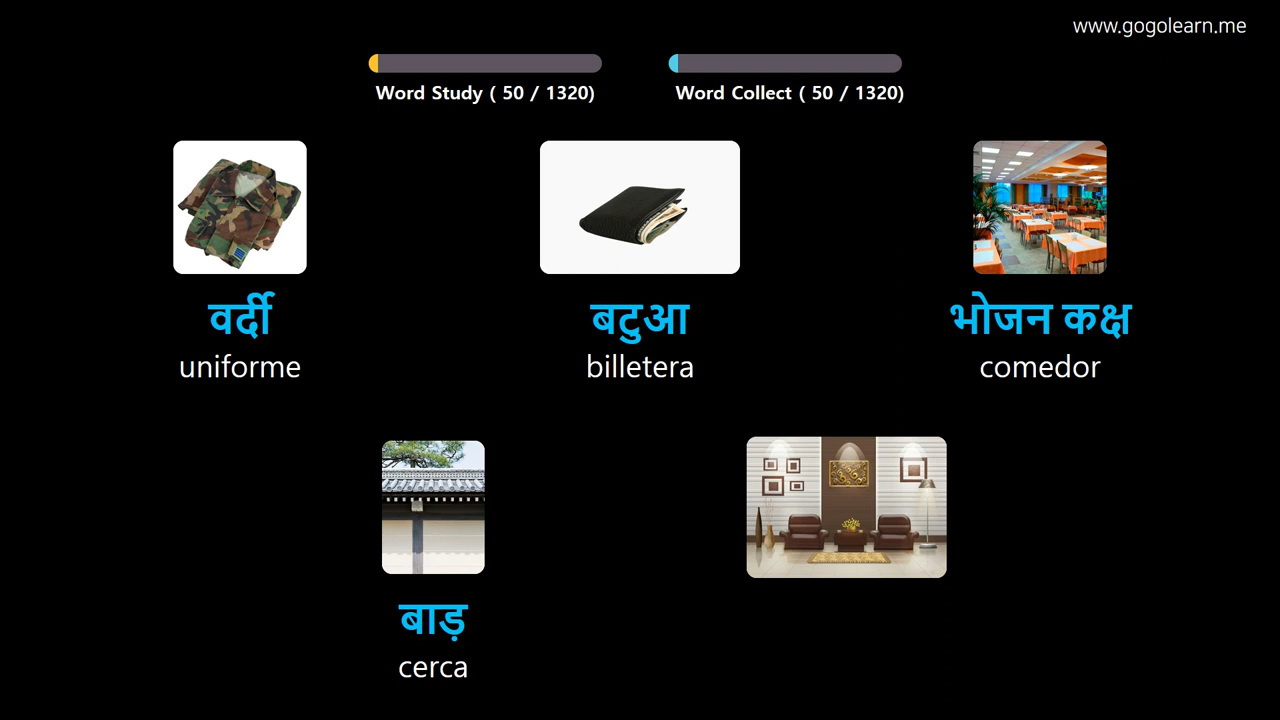 www.gogolearn.me
Word Study ( 50 / 1320)
Word Collect ( 50 / 1320)
वर्दी
uniforme
बटुआ
billetera
भोजन कक्ष
comedor
बाड़
cerca